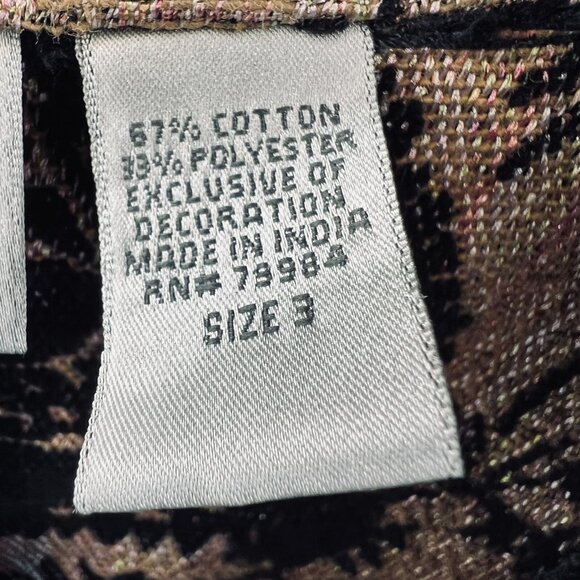 67% COTTON
33% POLYESTER
EXCLUSIVE OF
DECORATION
MADE IN INDIA
RN# 79984
SIZE 3